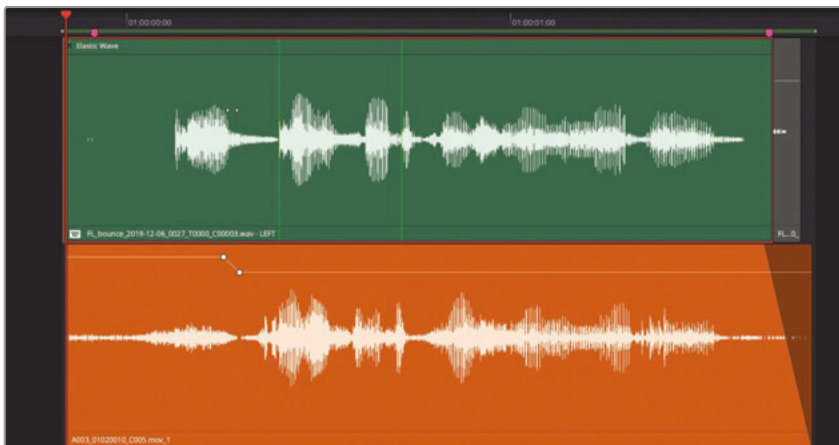 01:00:00:00 01:00:01:00
Elastic Wave
FL_bounce_2019-12-06_0027_T0000_C00003.wav - LEFT FL...0_
A003_01020010_C005.mov_1